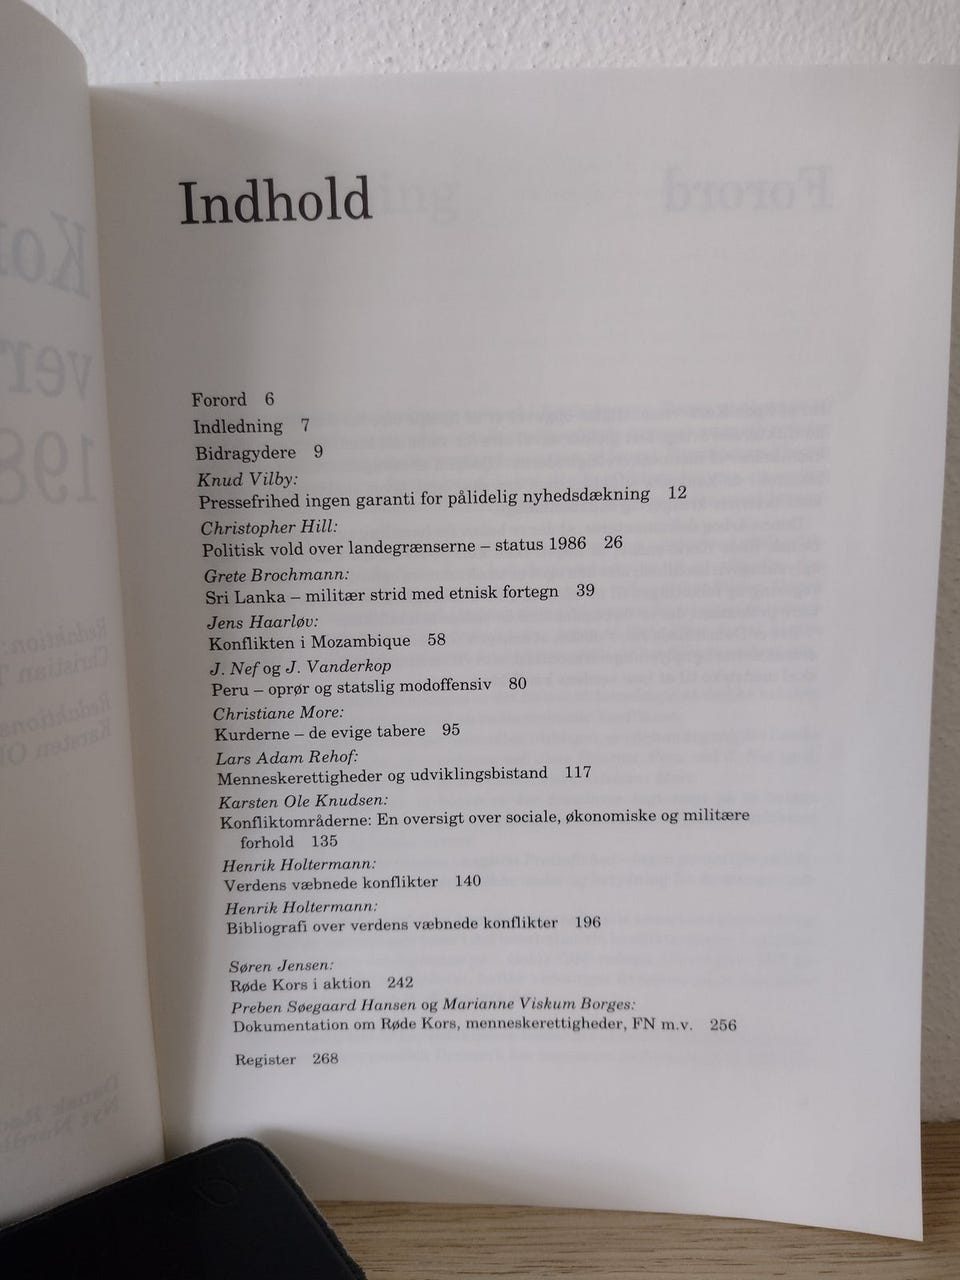 Indhold
Forord 6
Indledning 7
Bidragydere 9
Knud Vilby:
Pressefrihed ingen garanti for pålidelig nyhedsdækning 12
Christopher Hill:
Politisk vold over landegrænserne – status 1986 26
Grete Brochmann:
Sri Lanka – militær strid med etnisk fortegn 39
Jens Haarløv:
Konflikten i Mozambique 58
J. Nef og J. Vanderkop
Peru – oprør og statslig modoffensiv 80
Christiane More:
Kurderne – de evige tabere 95
Lars Adam Rehof:
Menneskerettigheder og udviklingsbistand 117
Karsten Ole Knudsen:
Konfliktområderne: En oversigt over sociale, økonomiske og militære
forhold 135
Henrik Holtermann:
Verdens væbnede konflikter 140
Henrik Holtermann:
Bibliografi over verdens væbnede konflikter 196
Søren Jensen:
Røde Kors i aktion 242
Preben Søegaard Hansen og Marianne Viskum Borges:
Dokumentation om Røde Kors, menneskerettigheder, FN m.v. 256
Register 268